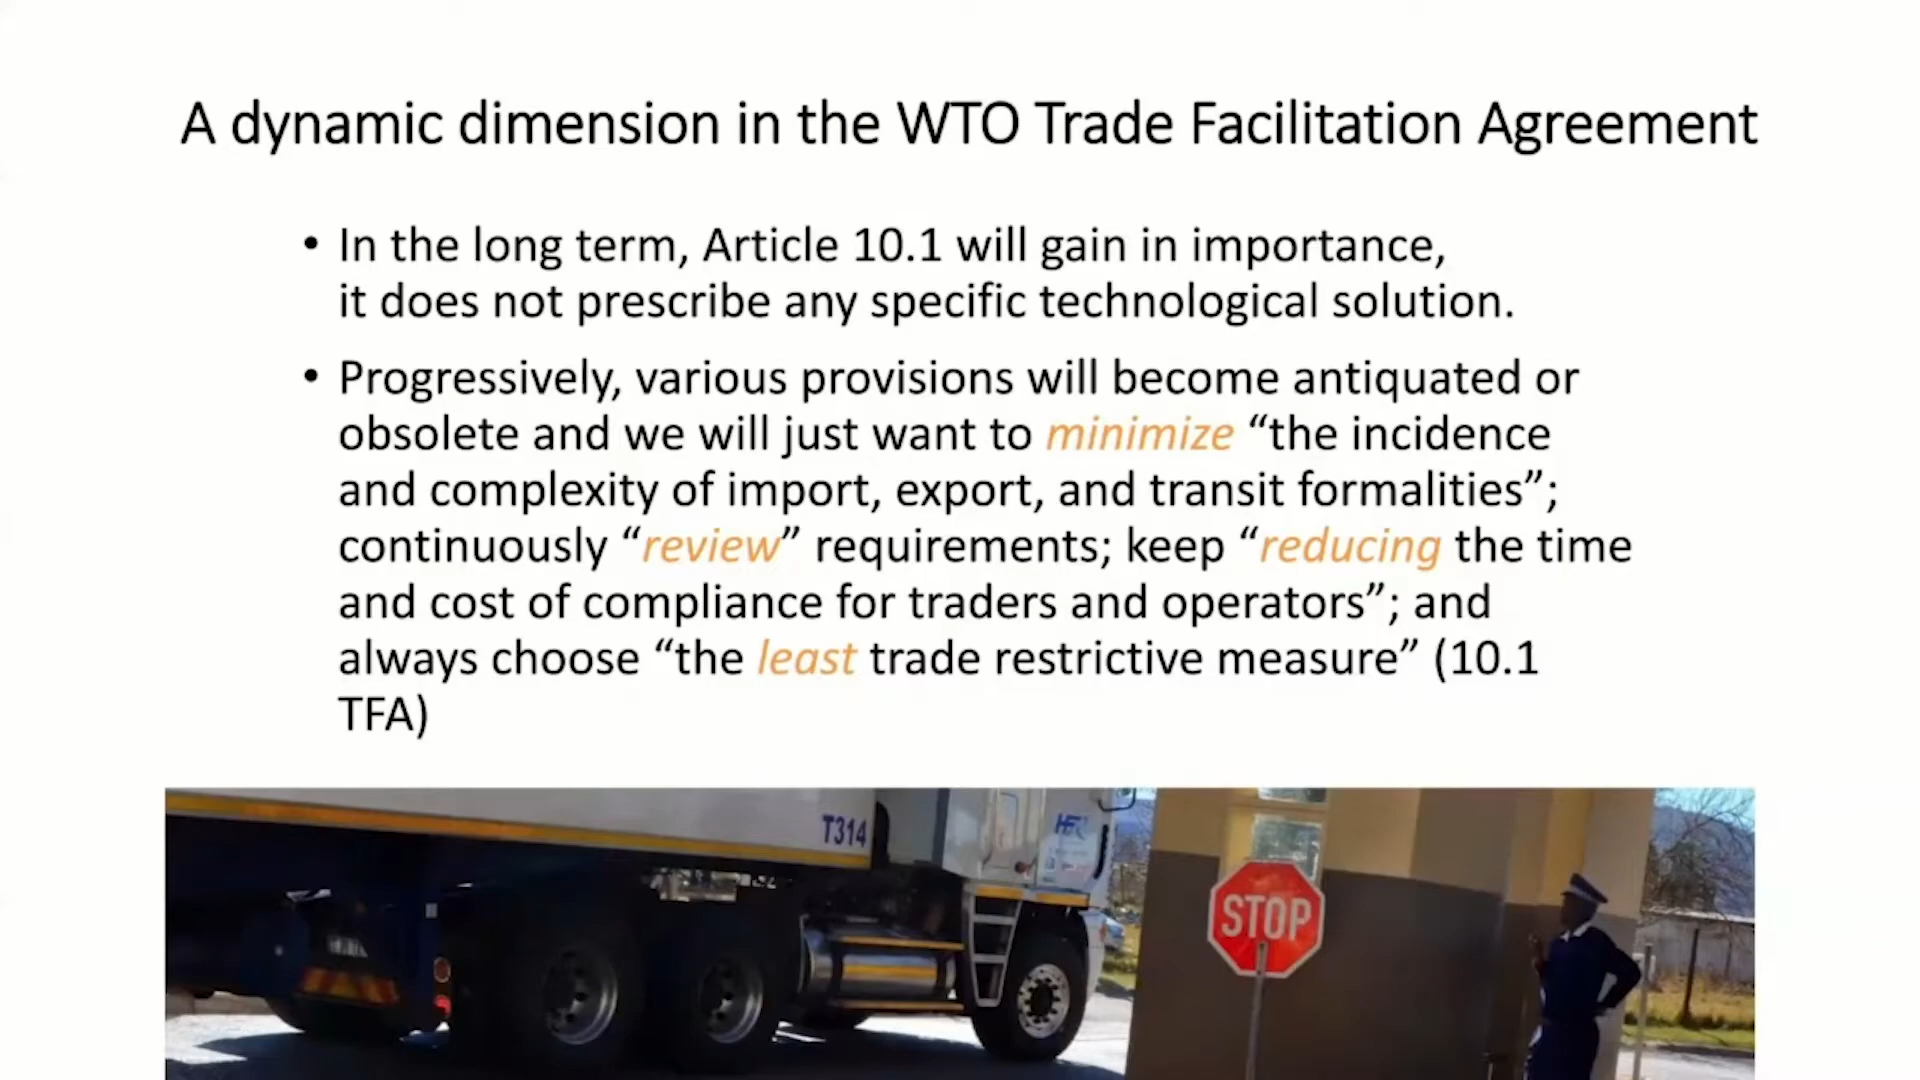 A dynamic dimension in the WTO Trade Facilitation Agreement
• In the long term, Article 10.1 will gain in importance,
it does not prescribe any specific technological solution.
• Progressively, various provisions will become antiquated or
obsolete and we will just want to minimize “the incidence
and complexity of import, export, and transit formalities”;
continuously “review” requirements; keep “reducing the time
and cost of compliance for traders and operators”; and
always choose “the least trade restrictive measure” (10.1
TFA)
T314
STOP